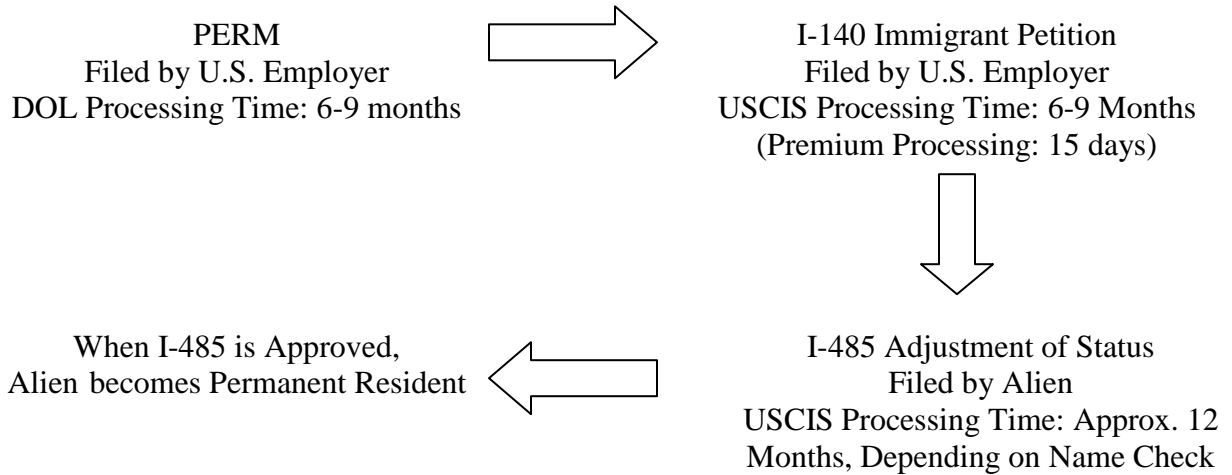 PERM
Filed by U.S. Employer
DOL Processing Time: 6-9 months
I-140 Immigrant Petition
Filed by U.S. Employer
USCIS Processing Time: 6-9 Months
(Premium Processing: 15 days)
I-485 Adjustment of Status
Filed by Alien
USCIS Processing Time: Approx. 12
Months, Depending on Name Check
When I-485 is Approved,
Alien becomes Permanent Resident